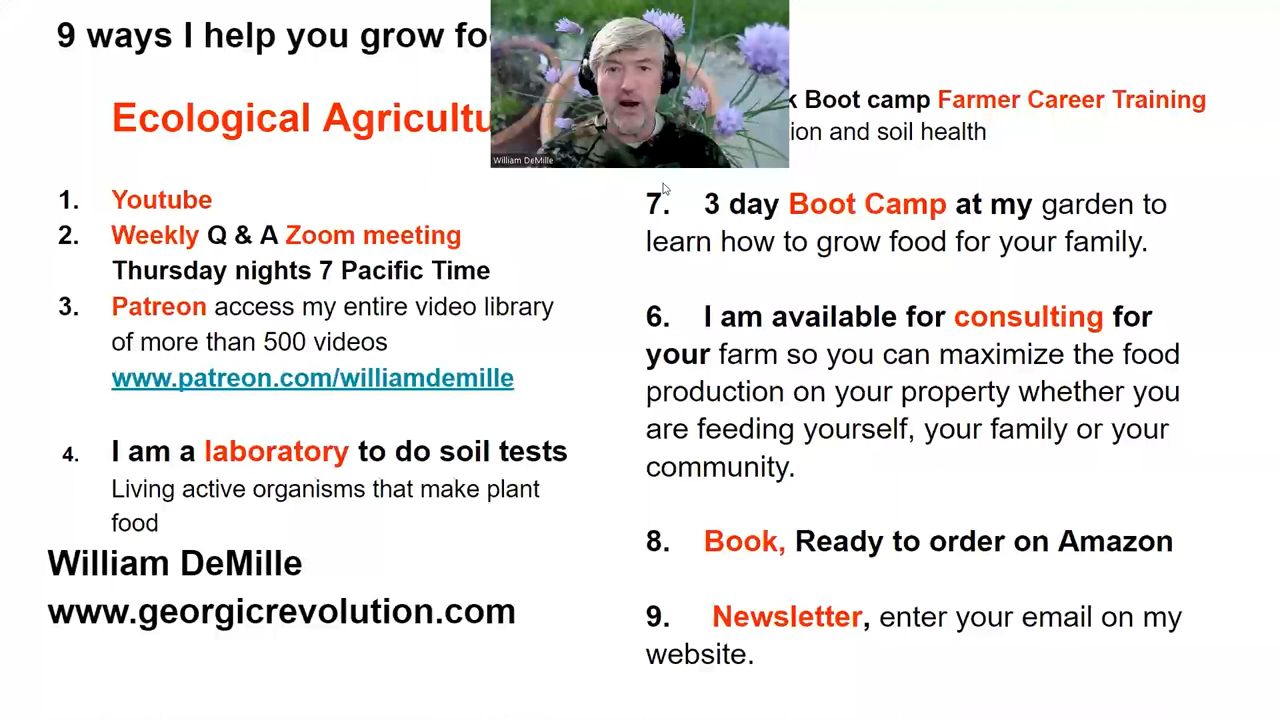 9 ways I help you grow
Ecological
1. Youtube
2. Weekly Q & A Zoom meeting
Thursday nights 7 Pacific Time
3. Patreon access my entire video library
of more than 500 videos
www.patreon.com/williamdemille
4. I am a laboratory to do soil tests
Living active organisms that make plant
food
William DeMille
www.georgicrevolution.com
William DeMille
Boot camp Farmer Career Training
and soil health
7. 3 day Boot Camp at my garden to
learn how to grow food for your family.
6. I am available for consulting for
your farm so you can maximize the food
production on your property whether you
are feeding yourself, your family or your
community.
8. Book, Ready to order on Amazon
9. Newsletter, enter your email on my
website.